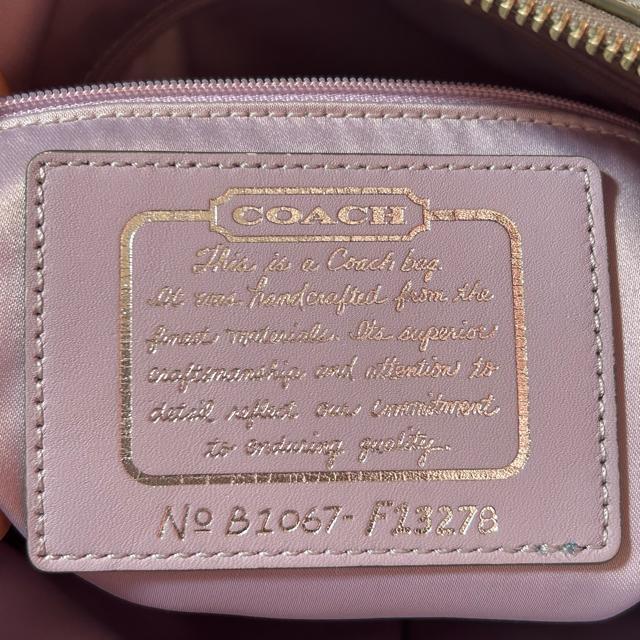 COACH
This is a Coach bag.
It was handcrafted from the
finest materials. Its superior
craftsmanship and attention to
detail reflect our commitment
to enduring quality.
Nº B1067-F13278